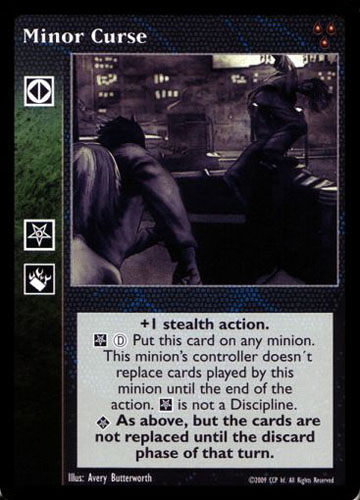 Minor Curse
+1 stealth action.
D Put this card on any minion.
This minion's controller doesn´t
replace cards played by this
minion until the end of the
action. is not a Discipline.
As above, but the cards are
not replaced until the discard
phase of that turn.
Illus: Avery Butterworth
©2009 CCP hf. All Rights Reserved